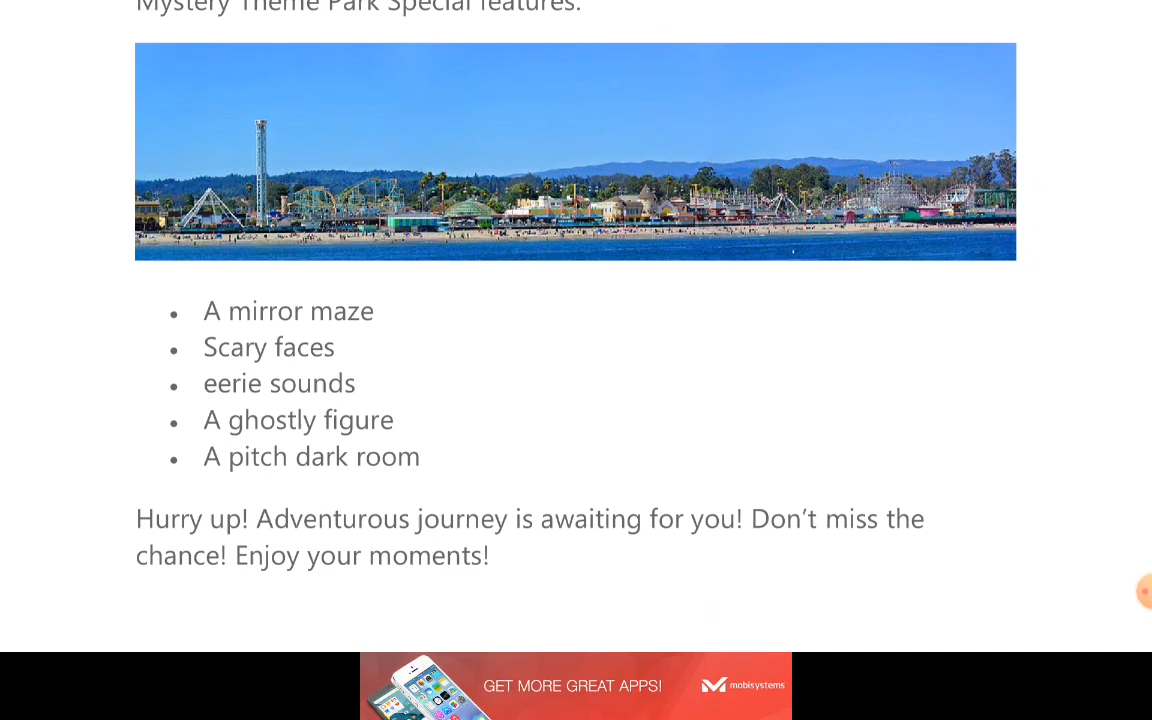 Mystery Theme Park Special features:
A mirror maze
Scary faces
eerie sounds
A ghostly figure
A pitch dark room
Hurry up! Adventurous journey is awaiting for you! Don’t miss the
chance! Enjoy your moments!
GET MORE GREAT APPS!
mobisystems